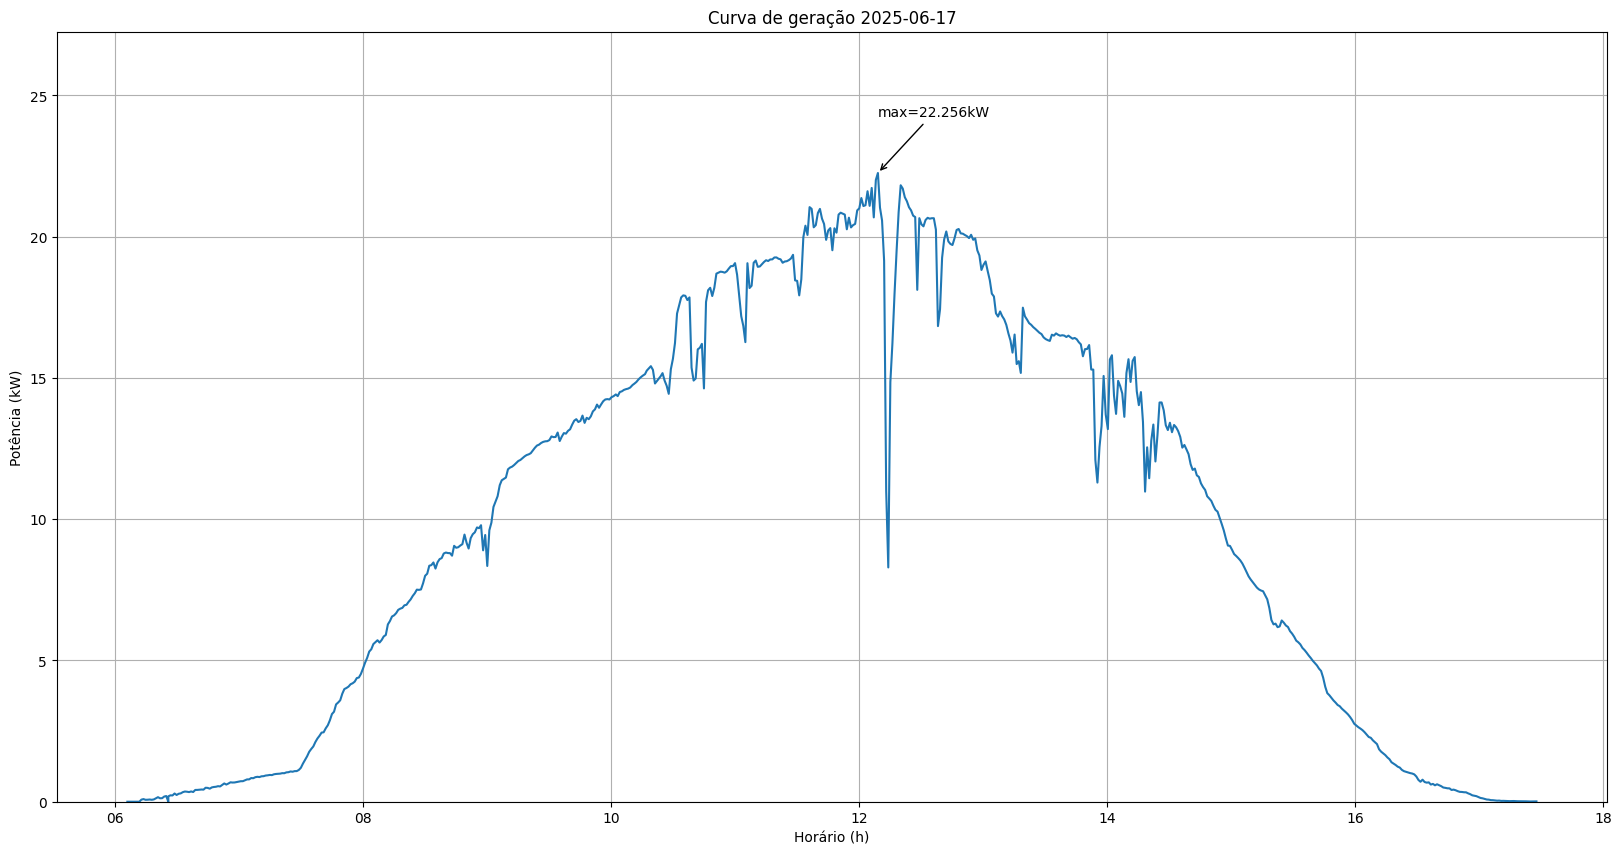 Curva de geração 2025-06-17
25
max=22.256kW
20
15
Potência (kW)
10
5
0
06 08 10 12 14 16 18
Horário (h)